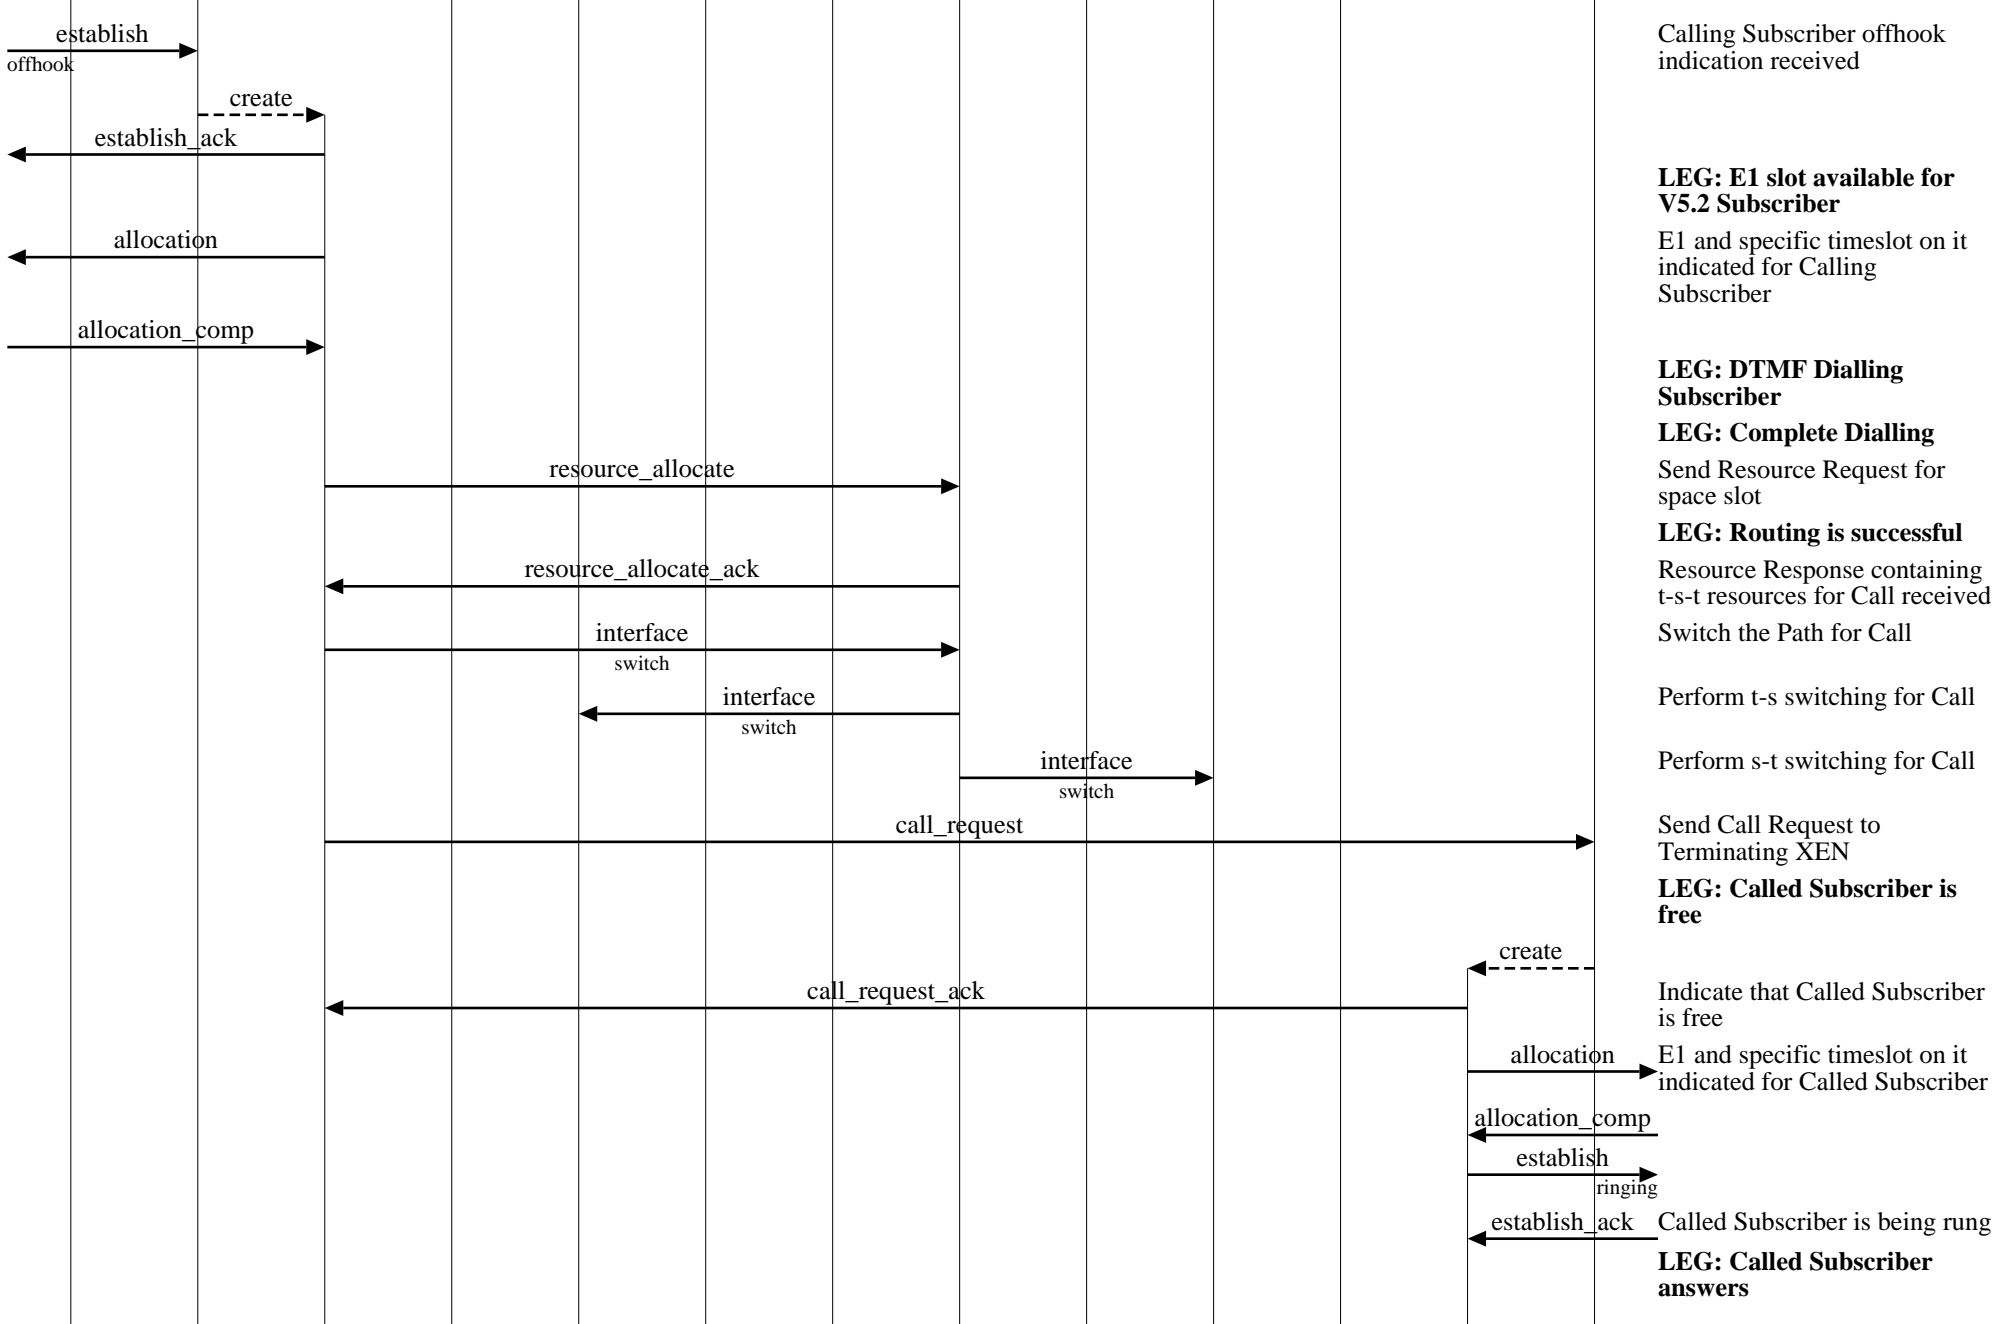 establish
Calling Subscriber offhook
offhook
indication received
create
establish_ack
LEG: E1 slot available for
V5.2 Subscriber
allocation
E1 and specific timeslot on it
indicated for Calling
Subscriber
allocation_comp
LEG: DTMF Dialling
Subscriber
LEG: Complete Dialling
resource_allocate
Send Resource Request for
space slot
LEG: Routing is successful
resource_allocate_ack
Resource Response containing
t-s-t resources for Call received
interface
Switch the Path for Call
switch
interface
Perform t-s switching for Call
switch
interface
Perform s-t switching for Call
switch
call_request
Send Call Request to
Terminating XEN
LEG: Called Subscriber is
free
create
call_request_ack
Indicate that Called Subscriber
is free
allocation
E1 and specific timeslot on it
indicated for Called Subscriber
allocation_comp
establish
ringing
establish_ack
Called Subscriber is being rung
LEG: Called Subscriber
answers